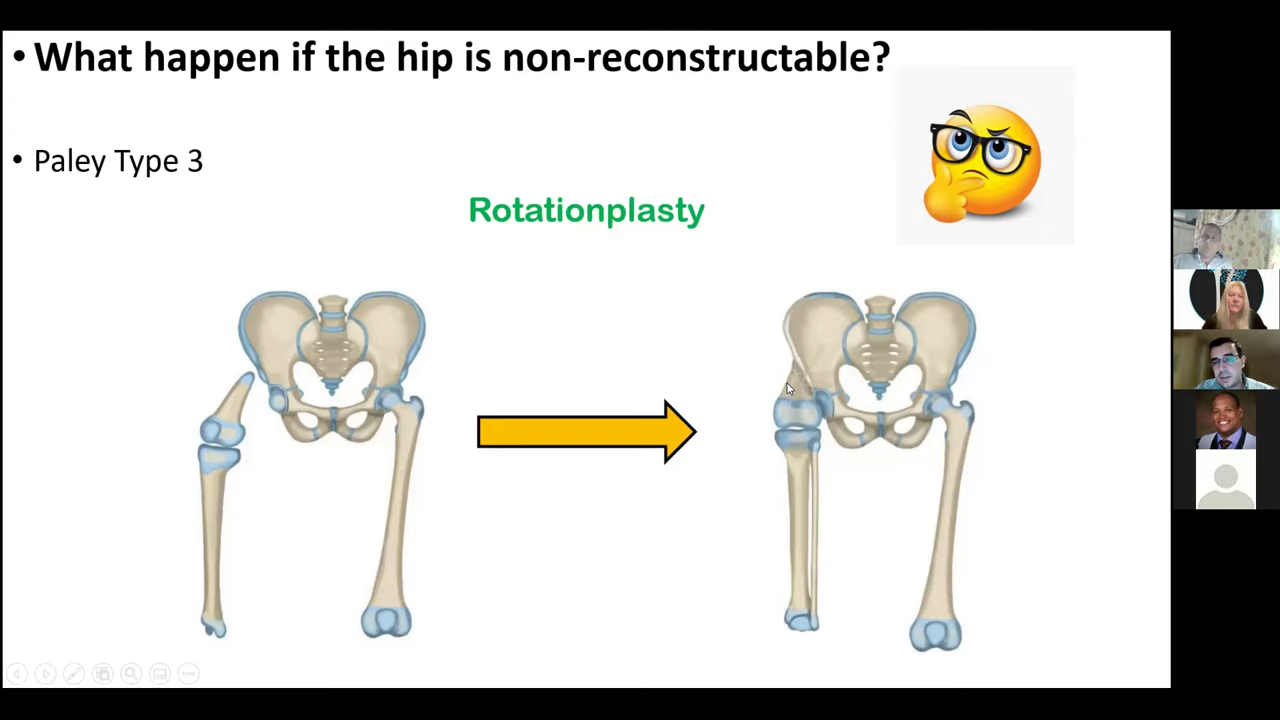 • What happen if the hip is non-reconstructable?
• Paley Type 3
Rotationplasty